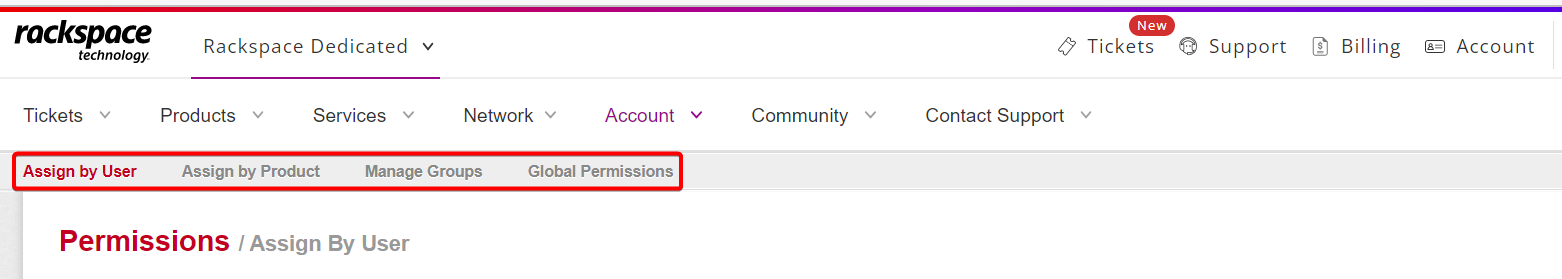 New
rackspace technology. Rackspace Dedicated Tickets Support Billing Account
Tickets Products Services Network Account Community Contact Support
Assign by User Assign by Product Manage Groups Global Permissions
Permissions / Assign By User